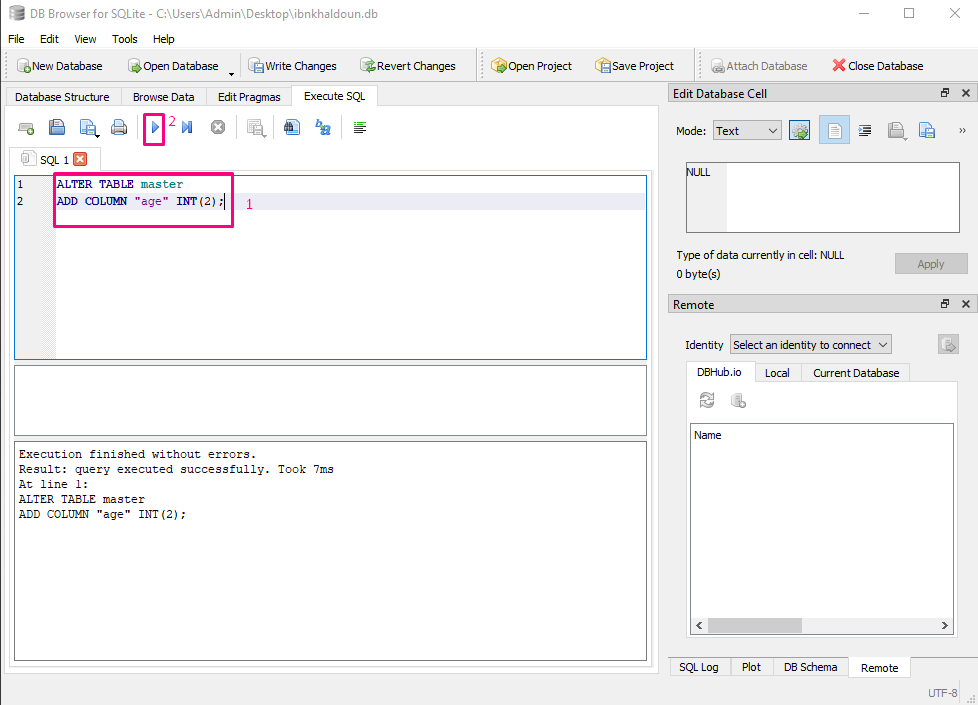 DB Browser for SQLite - C:\Users\Admin\Desktop\ibnkhaldoun.db
File Edit View Tools Help
New Database Open Database Write Changes Revert Changes Open Project Save Project Attach Database Close Database
Database Structure Browse Data Edit Pragmas Execute SQL
2
SQL 1
1 ALTER TABLE master
2 ADD COLUMN "age" INT(2);
1
Execution finished without errors.
Result: query executed successfully. Took 7ms
At line 1:
ALTER TABLE master
ADD COLUMN "age" INT(2);
Edit Database Cell
Mode: Text
NULL
Type of data currently in cell: NULL
0 byte(s)
Apply
Remote
Identity Select an identity to connect
DBHub.io Local Current Database
Name
SQL Log Plot DB Schema Remote
UTF-8